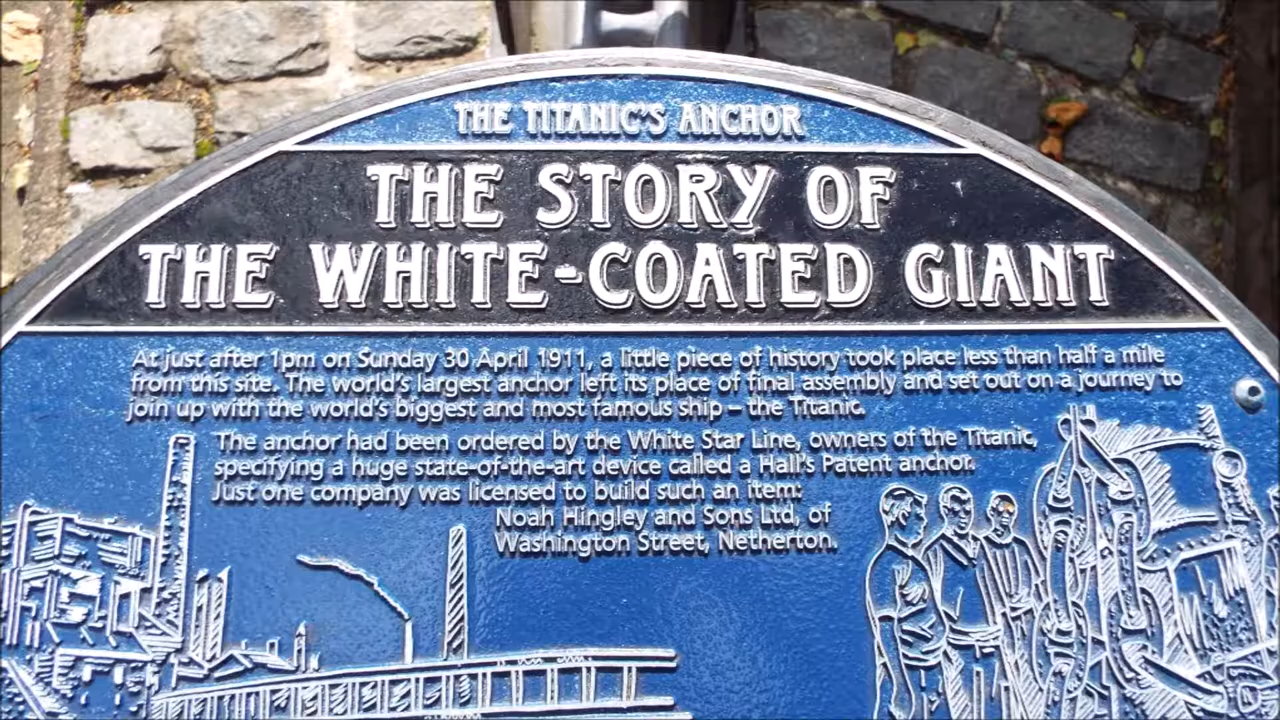 THE TITANIC'S ANCHOR
THE STORY OF
THE WHITE-COATED GIANT
At just after 1pm on Sunday 30 April 1911, a little piece of history took place less than half a mile
from this site. The world's largest anchor left its place of final assembly and set out on a journey to
join up with the world's biggest and most famous ship – the Titanic.
The anchor had been ordered by the White Star Line, owners of the Titanic,
specifying a huge state-of-the-art device called a Hall's Patent anchor.
Just one company was licensed to build such an item:
Noah Hingley and Sons Ltd, of
Washington Street, Netherton.